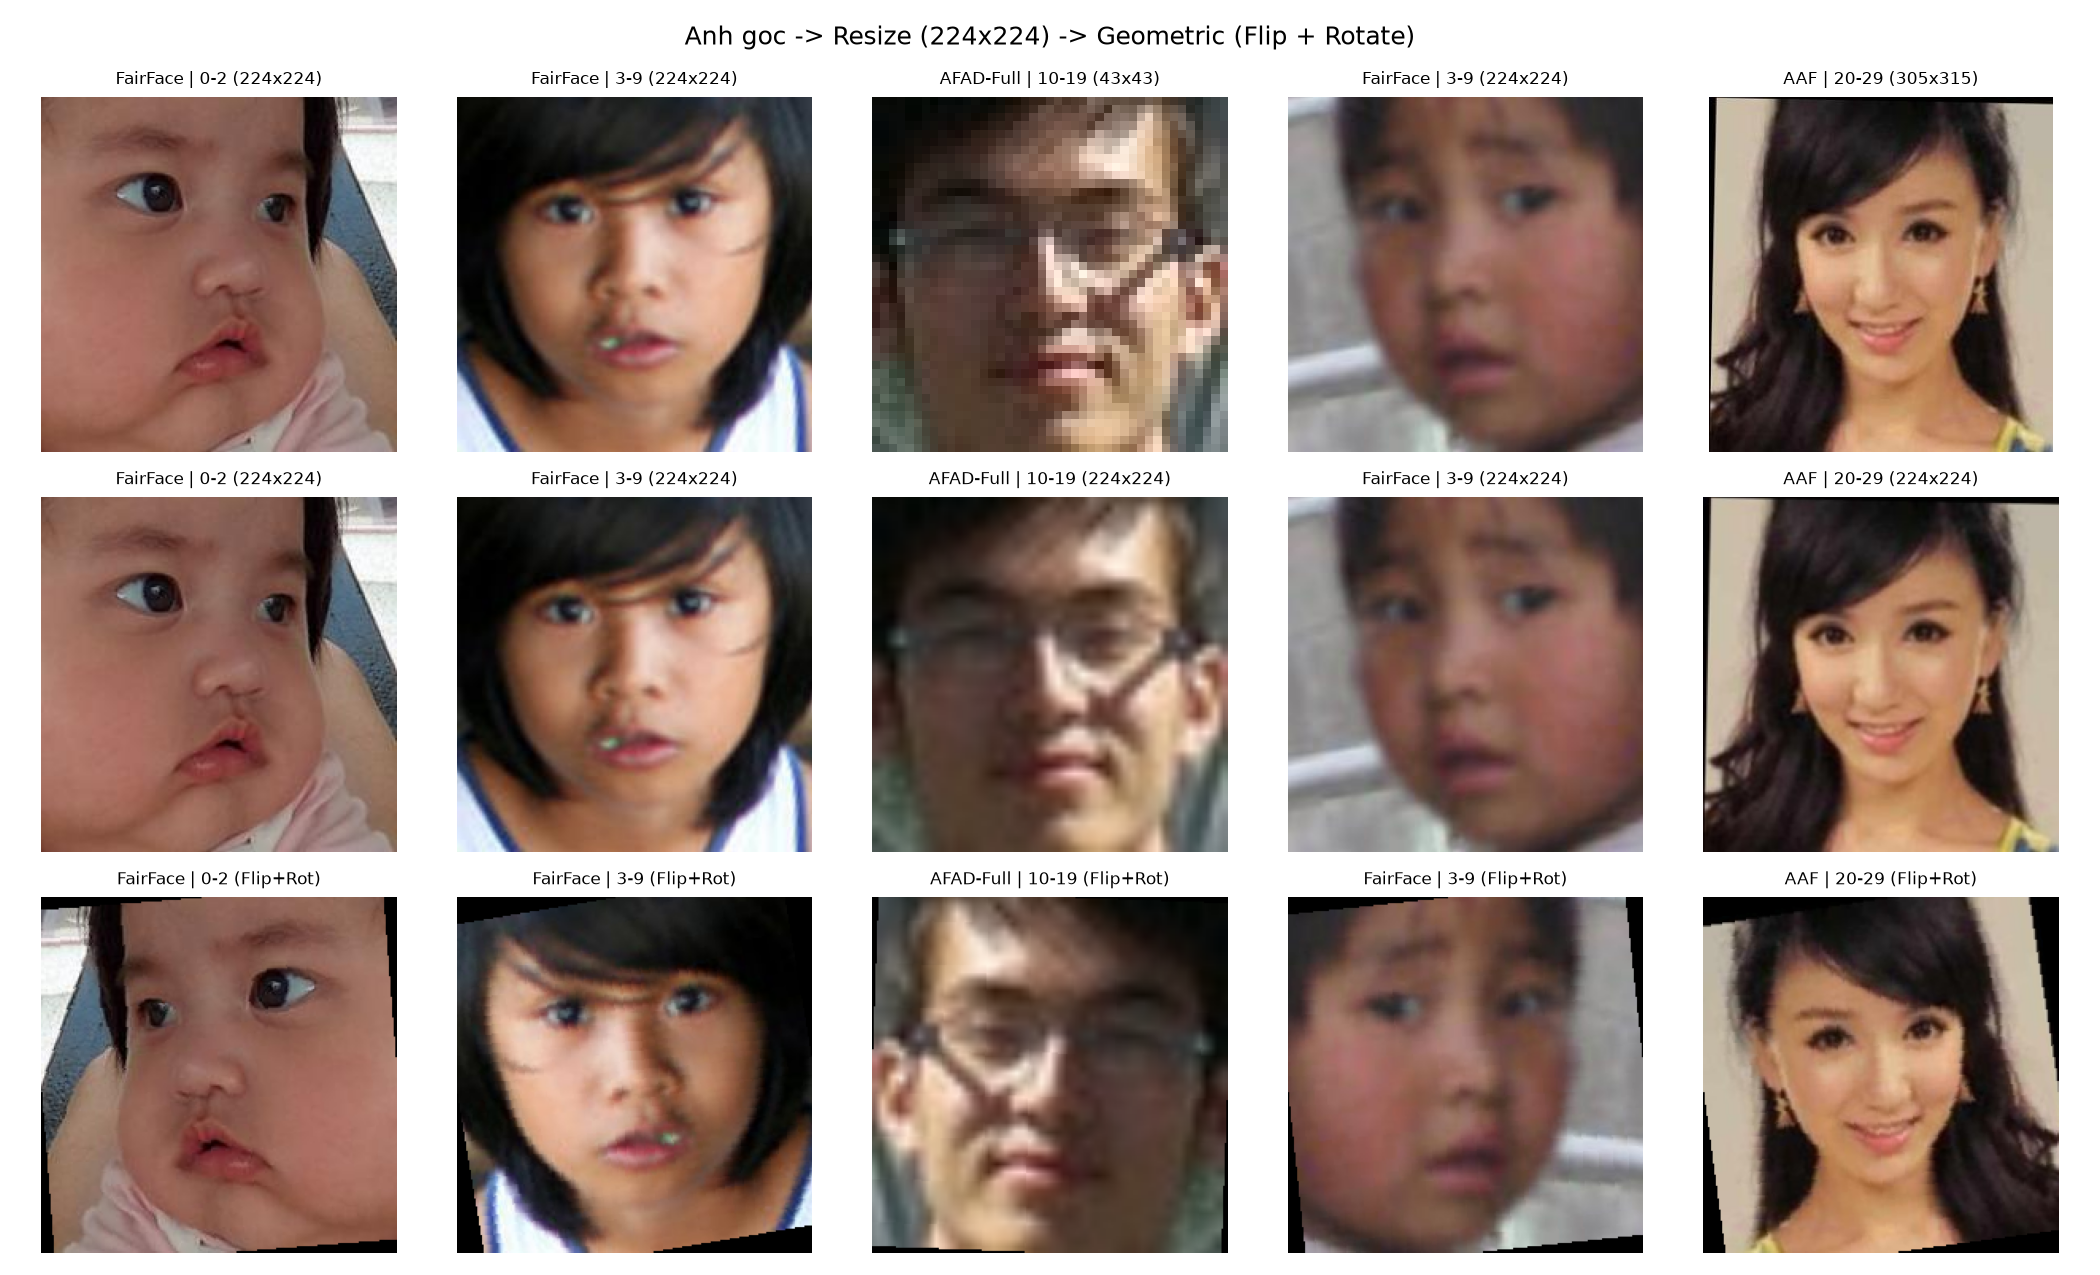 Anh goc -> Resize (224x224) -> Geometric (Flip + Rotate)
FairFace | 0-2 (224x224)
FairFace | 3-9 (224x224)
AFAD-Full | 10-19 (43x43)
FairFace | 3-9 (224x224)
AAF | 20-29 (305x315)
FairFace | 0-2 (224x224)
FairFace | 3-9 (224x224)
AFAD-Full | 10-19 (224x224)
FairFace | 3-9 (224x224)
AAF | 20-29 (224x224)
FairFace | 0-2 (Flip+Rot)
FairFace | 3-9 (Flip+Rot)
AFAD-Full | 10-19 (Flip+Rot)
FairFace | 3-9 (Flip+Rot)
AAF | 20-29 (Flip+Rot)